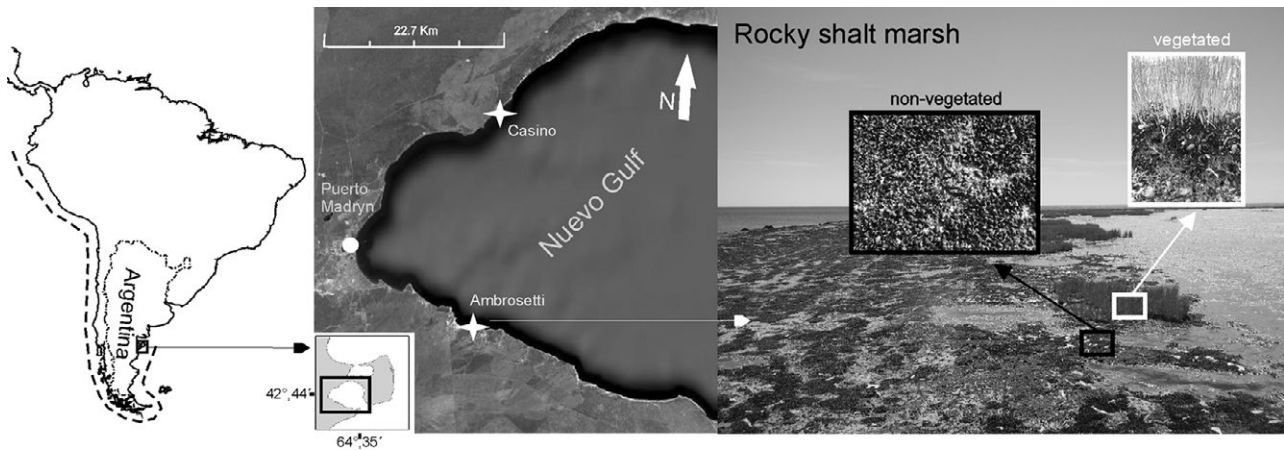 Argentina
42°,44´
64°,35´
22.7 Km
N
Casino
Puerto
Madryn
Nuevo Gulf
Ambrosetti
Rocky shalt marsh
non-vegetated
vegetated